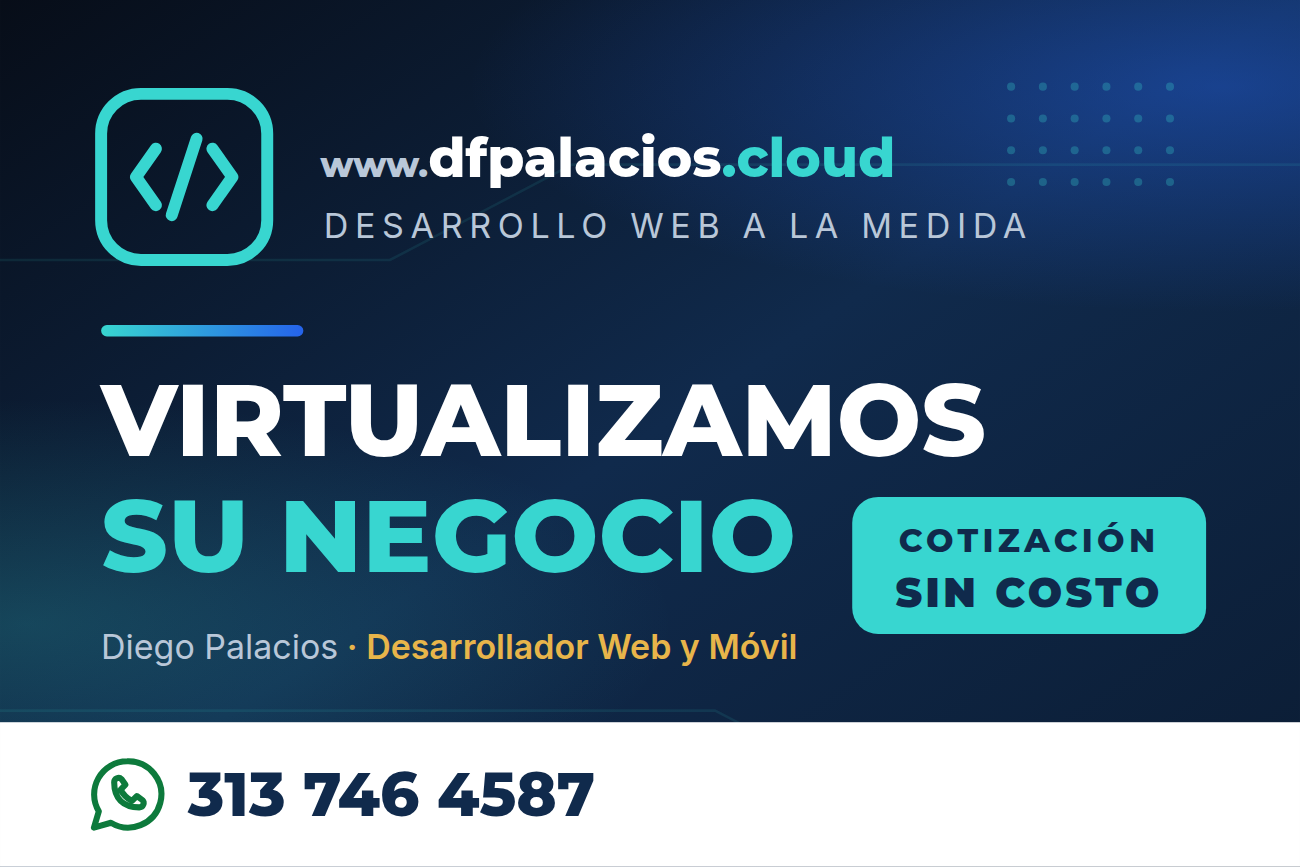 </>
www.dfpalacios.cloud
DESARROLLO WEB A LA MEDIDA
VIRTUALIZAMOS
SU NEGOCIO
COTIZACIÓN
SIN COSTO
Diego Palacios · Desarrollador Web y Móvil
313 746 4587